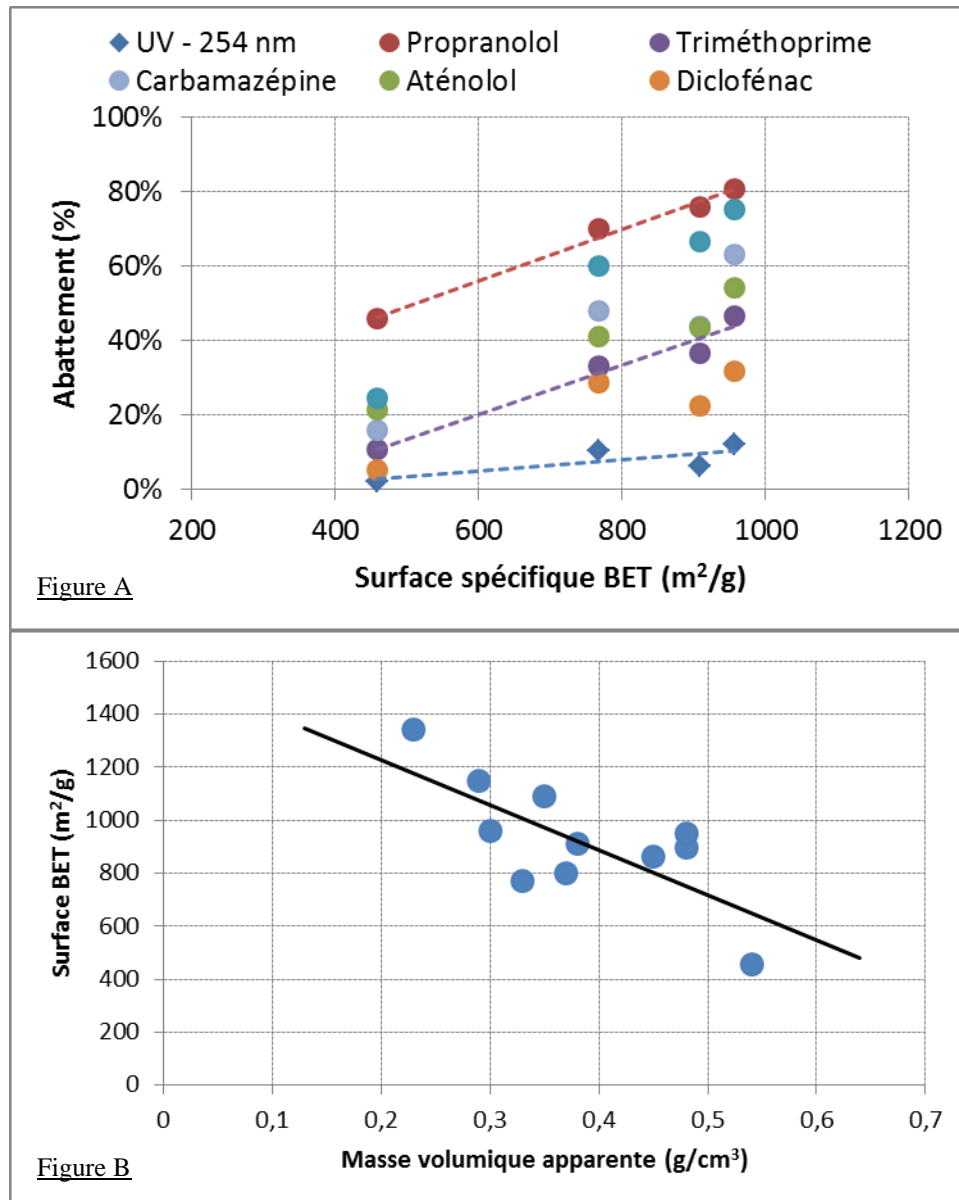 UV - 254 nm Propranolol Triméthoprime
Carbamazépine Aténolol Diclofénac
100%
80%
60%
40%
20%
0%
Abattement (%)
200 400 600 800 1000 1200
Surface spécifique BET (m²/g)
Figure A
1600
1400
1200
1000
800
600
400
200
0
Surface BET (m²/g)
0 0,1 0,2 0,3 0,4 0,5 0,6 0,7
Masse volumique apparente (g/cm³)
Figure B